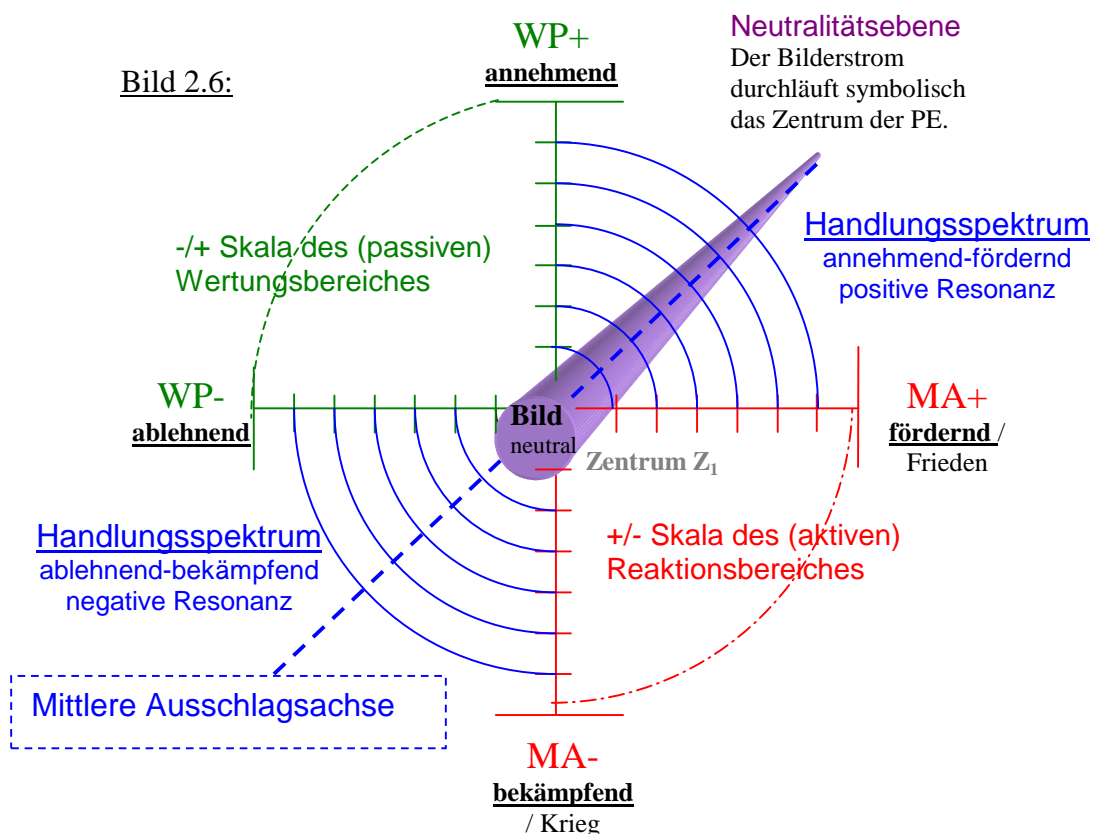 Bild 2.6:
WP+
annehmend
Neutralitätsebene
Der Bilderstrom
durchläuft symbolisch
das Zentrum der PE.
-/+ Skala des (passiven)
Wertungsbereiches
Handlungsspektrum
annehmend-fördernd
positive Resonanz
WP-
ablehnend
Bild
neutral
Zentrum Z₁
MA+
fördernd /
Frieden
Handlungsspektrum
ablehnend-bekämpfend
negative Resonanz
+/- Skala des (aktiven)
Reaktionsbereiches
Mittlere Ausschlagsachse
MA-
bekämpfend
/ Krieg